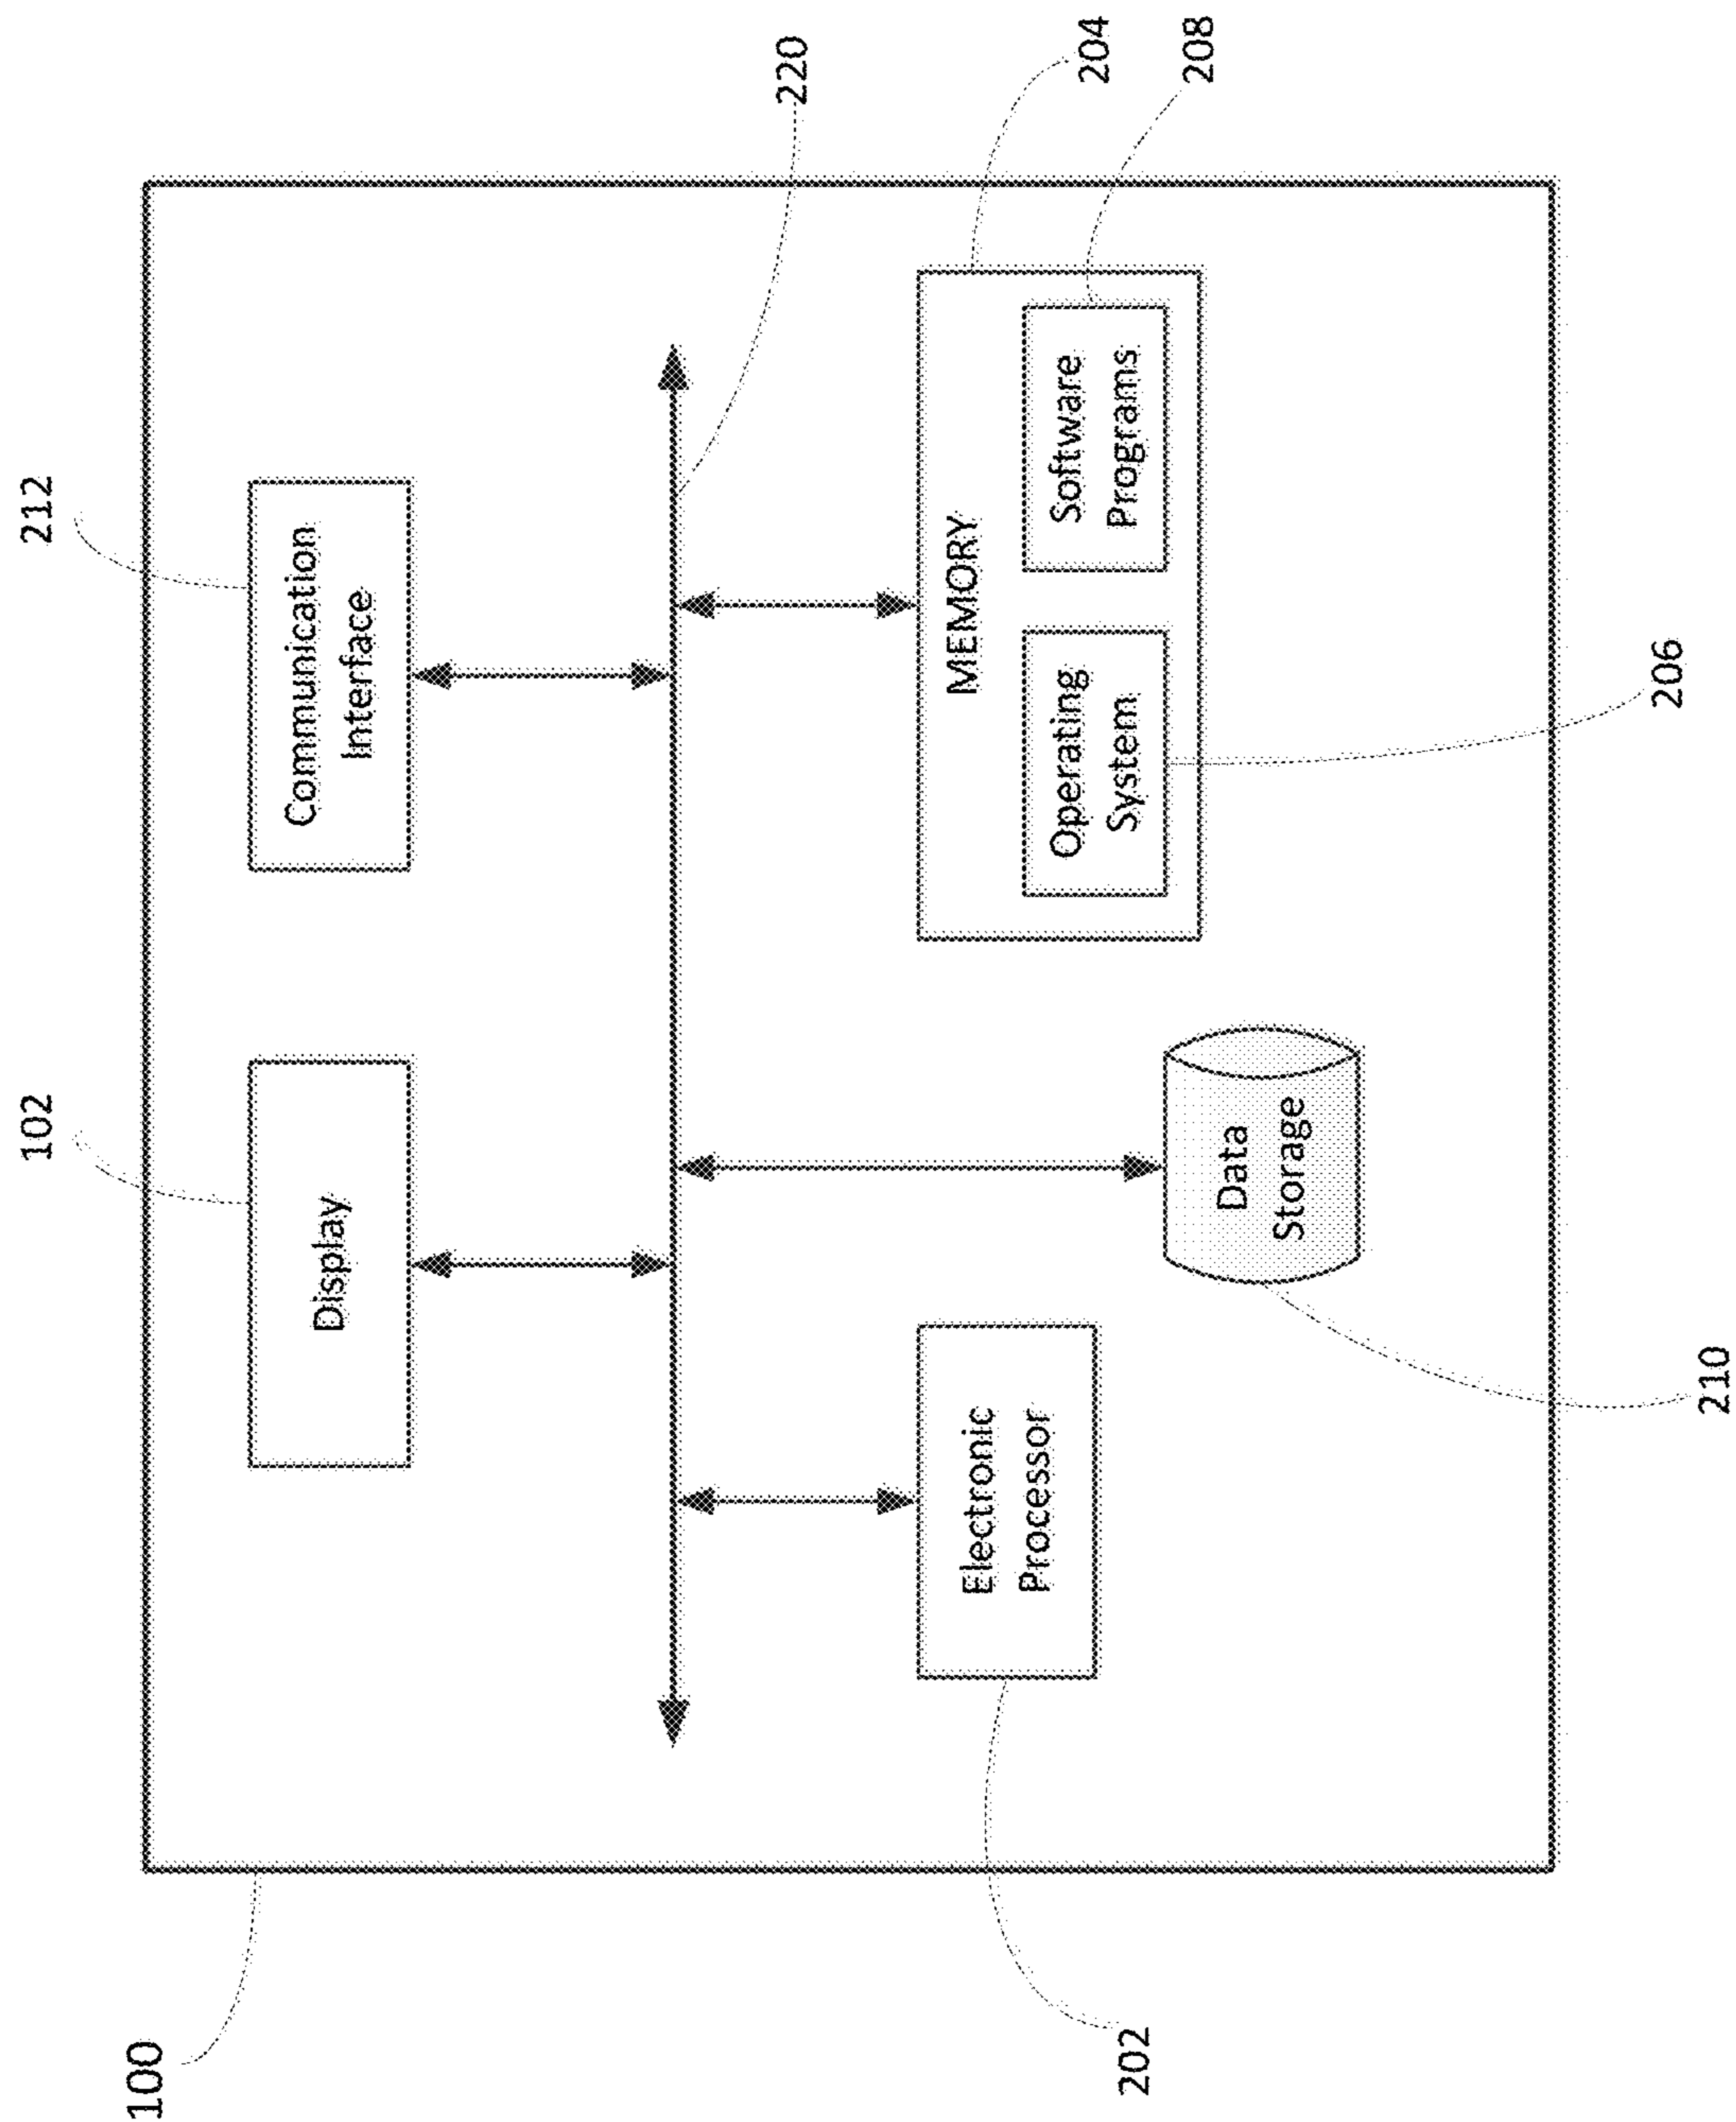 102
212
Display
Communication
Interface
220
Electronic
Processor
MEMORY
204
Operating
System
Software
Programs
208
Data
Storage
100
202
210
206